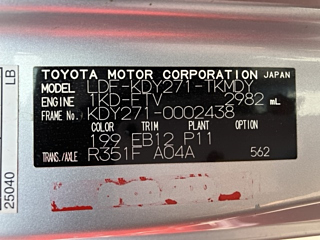 TOYOTA MOTOR CORPORATION JAPAN
MODEL LDF-KDY271-TKMDY
ENGINE 1KD-FTV 2982 mL
FRAME No. KDY271-0002438
COLOR TRIM PLANT OPTION
199 EB12 P11
TRANS./AXLE R351F A04A 562
LB
25040